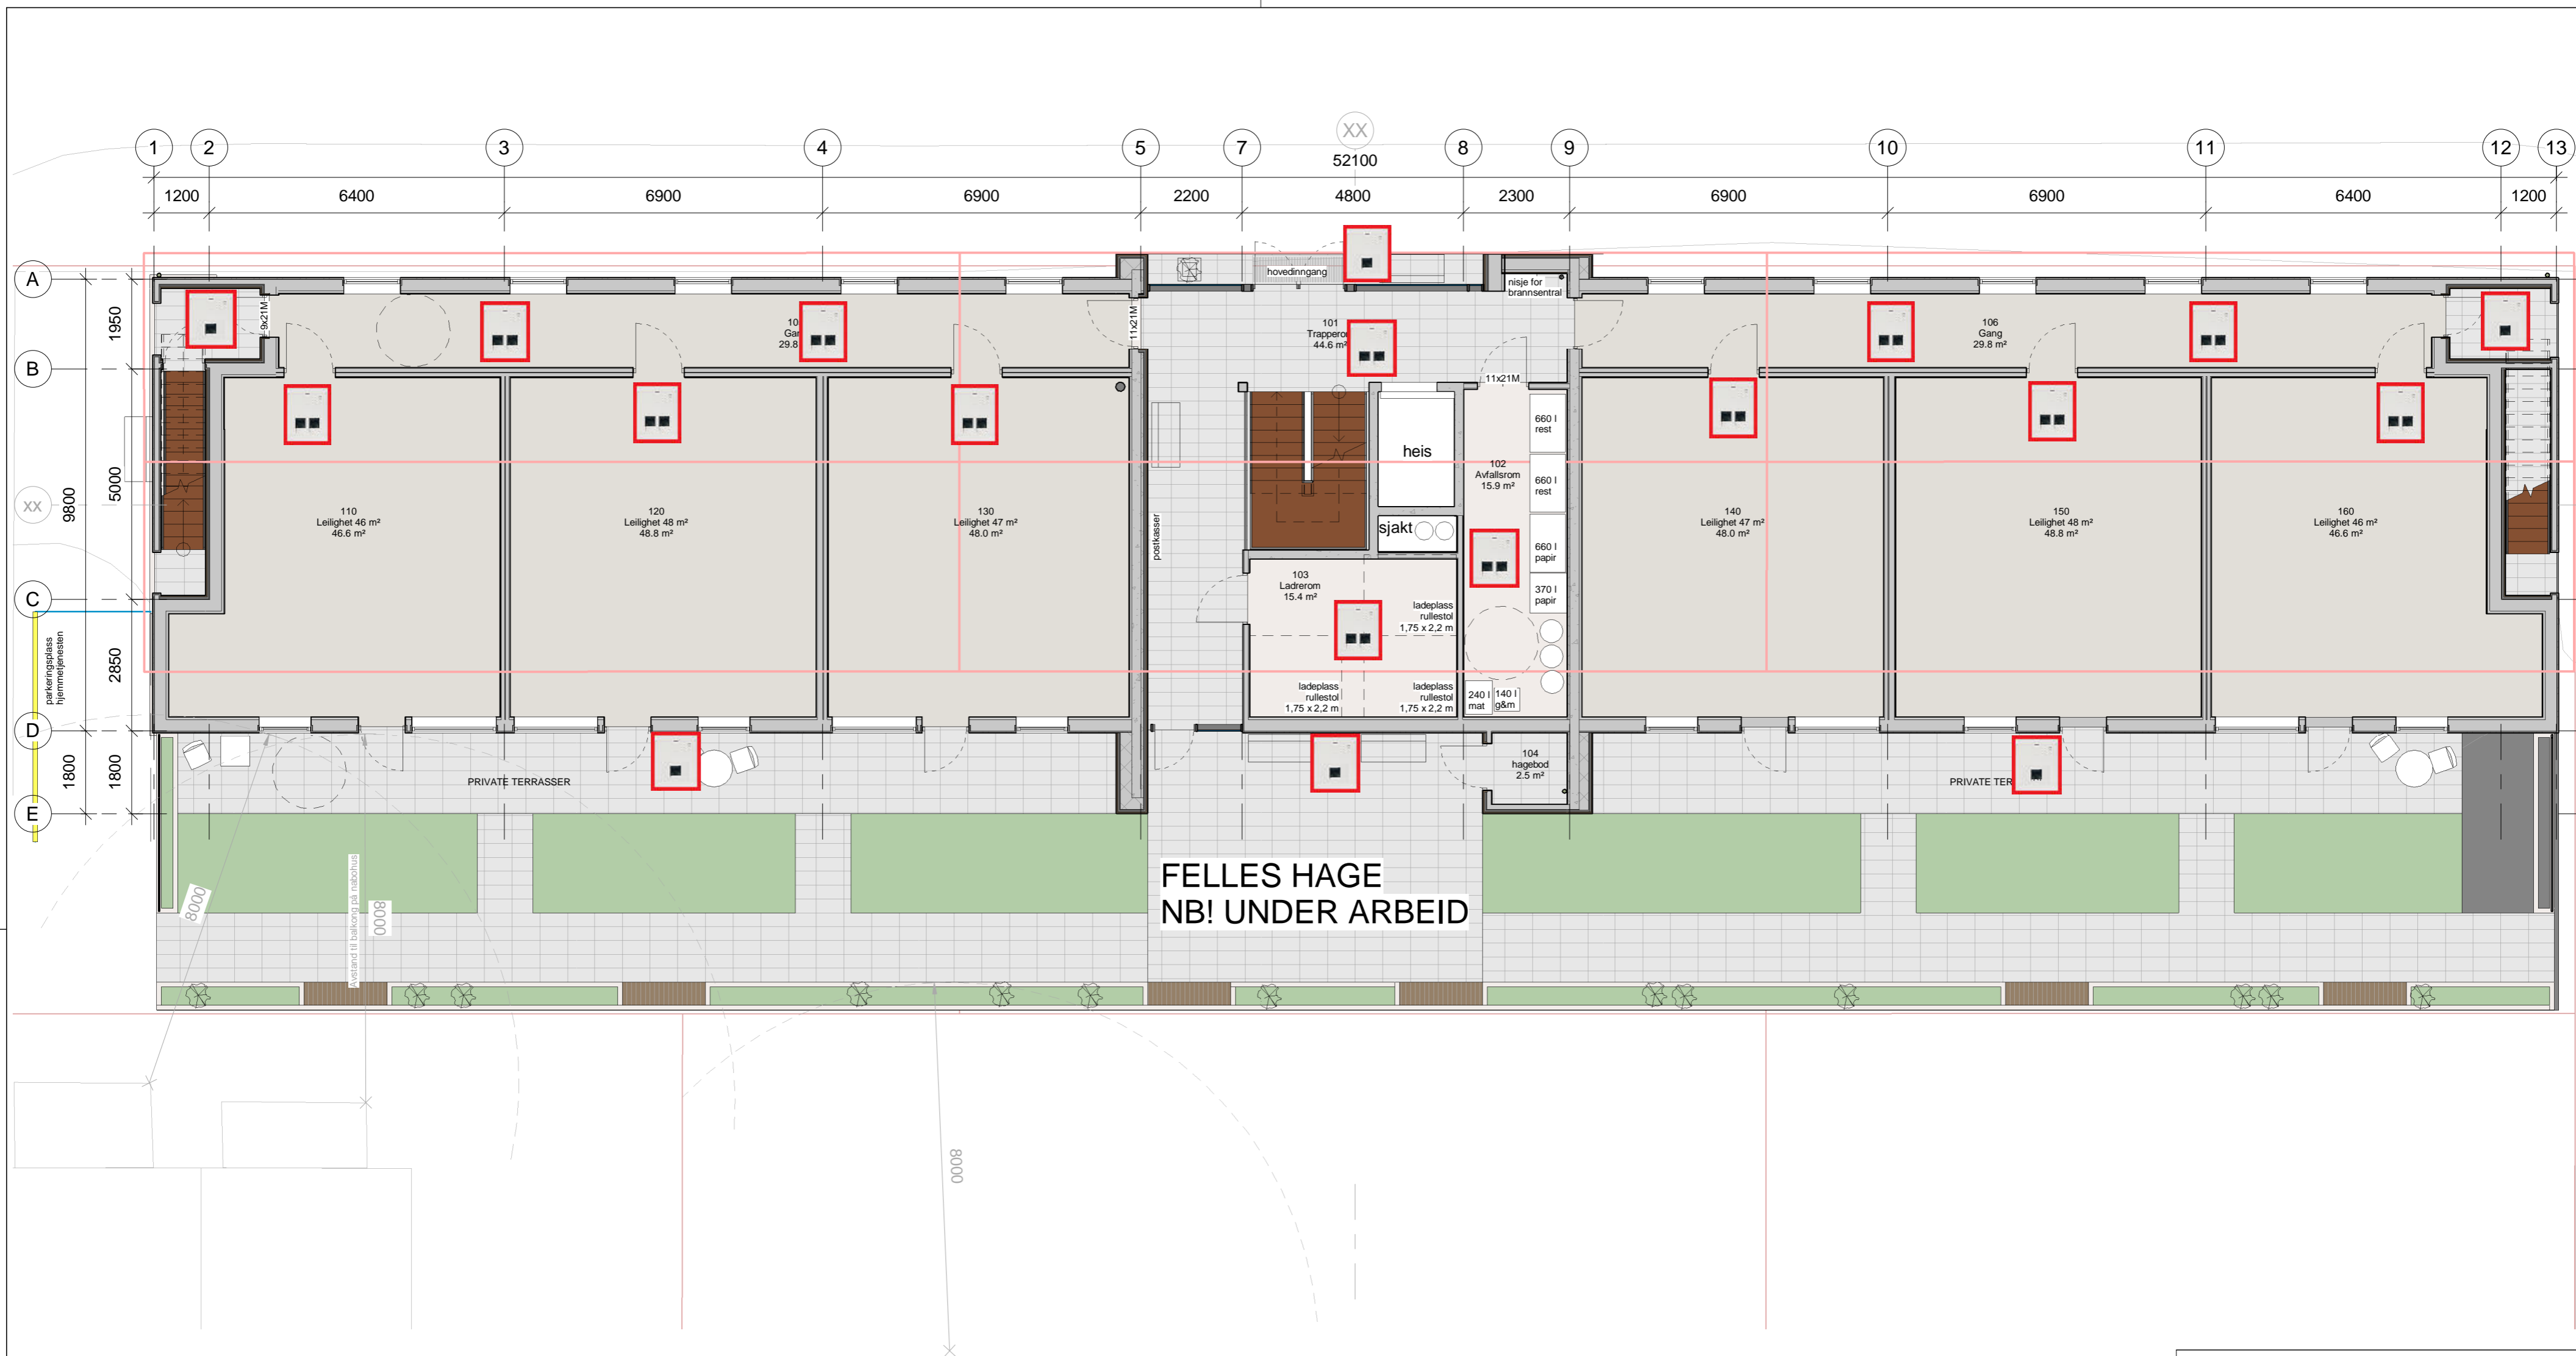 XX
1 2 3 4 5 7 8 9 10 11 12 13
52100
1200 6400 6900 6900 2200 4800 2300 6900 6900 6400 1200
A
B
XX
C
D
E
1950
5000
9800
2850
1800
1800
parkeringsplass
hjemmetjenesten
hovedinngang
nisje for
brannsentral
9x21M
11x21M
11x21M
101
44.6 m²
106
Gang
29.8 m²
110
Leilighet 46 m²
46.6 m²
120
Leilighet 48 m²
48.8 m²
130
Leilighet 47 m²
48.0 m²
postkasser
heis
sjakt
102
Avfallsrom
15.9 m²
660 l
rest
660 l
rest
660 l
papir
370 l
papir
240 l
mat
140 l
g&m
103
Ladrerom
15.4 m²
ladeplass
rullestol
1,75 x 2,2 m
ladeplass
rullestol
1,75 x 2,2 m
ladeplass
rullestol
1,75 x 2,2 m
140
Leilighet 47 m²
48.0 m²
150
Leilighet 48 m²
48.8 m²
160
Leilighet 46 m²
46.6 m²
104
hagebod
2.5 m²
PRIVATE TERRASSER
PRIVATE TER
FELLES HAGE
NB! UNDER ARBEID
8000
Avstand til balkong på nabohus
8000
8000